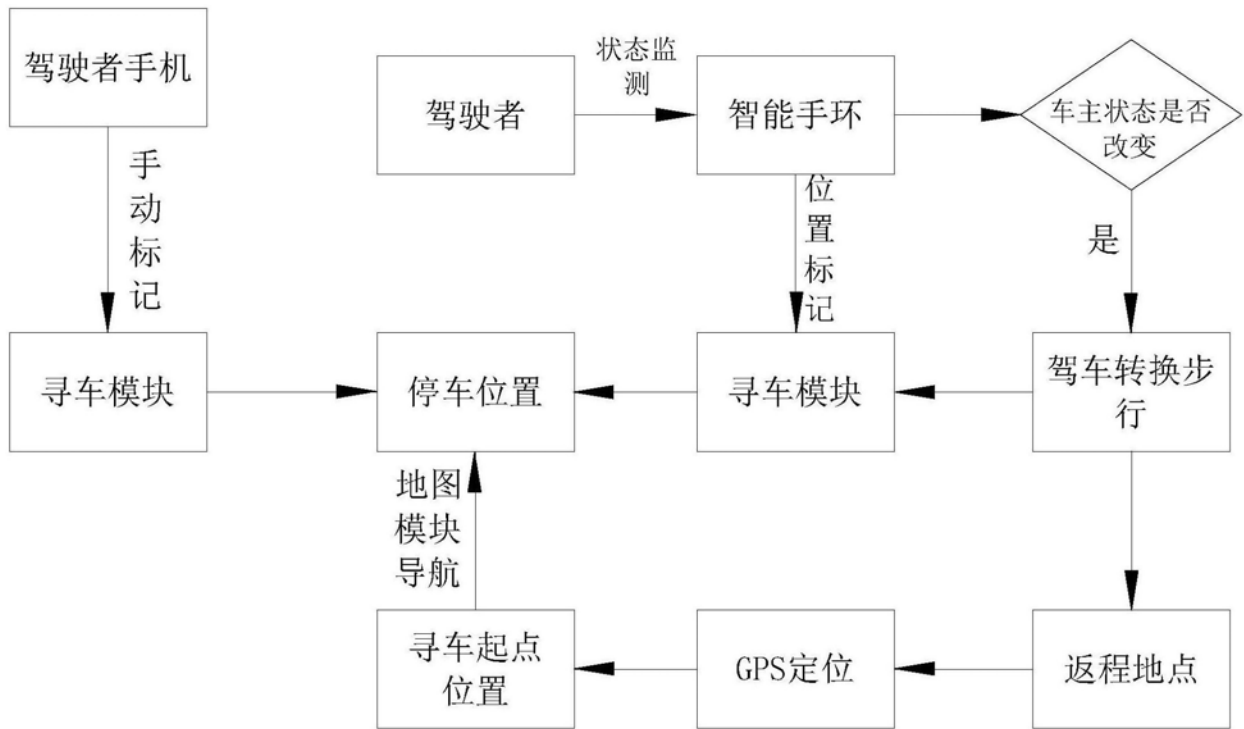 驾驶者手机
状态监
测
驾驶者
智能手环
车主状态是否
改变
手
动
标
记
位
置
标
记
是
寻车模块
停车位置
寻车模块
驾车转换步
行
地图
模块
导航
寻车起点
位置
GPS定位
返程地点